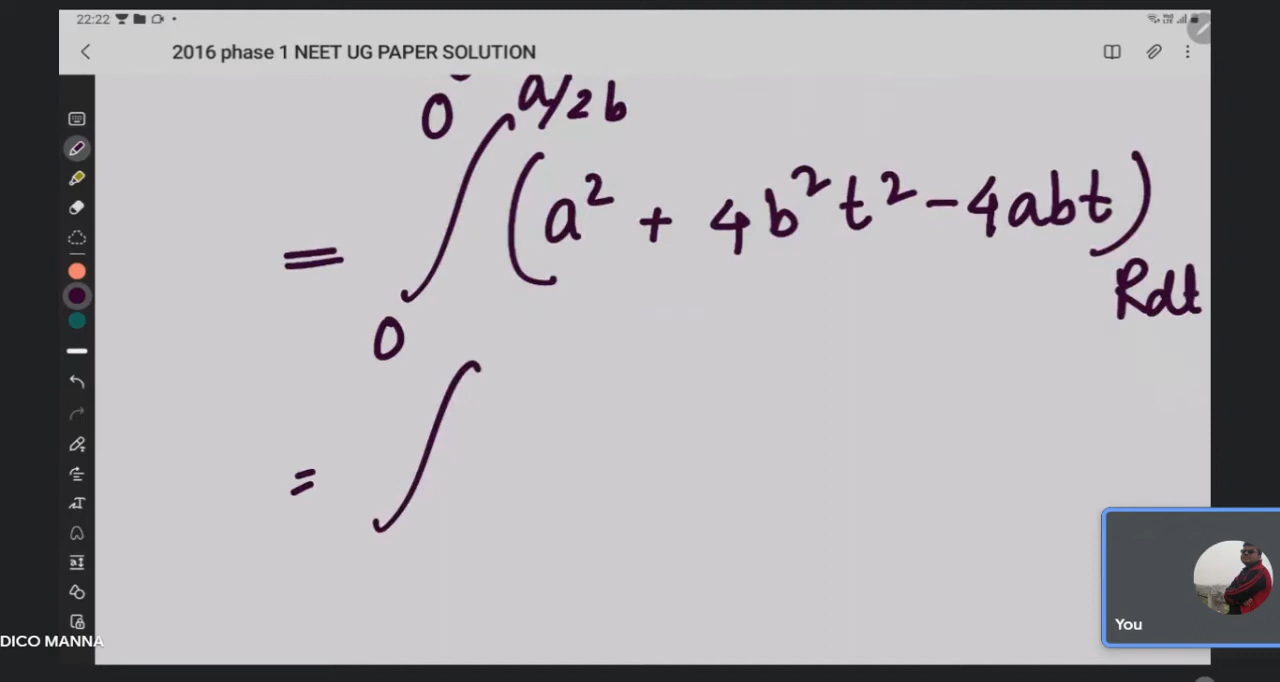 22:22
2016 phase 1 NEET UG PAPER SOLUTION
0
a/2b
= ∫ (a² + 4b²t² - 4abt)
Rdt
0
= ∫
You
DICO MANNA